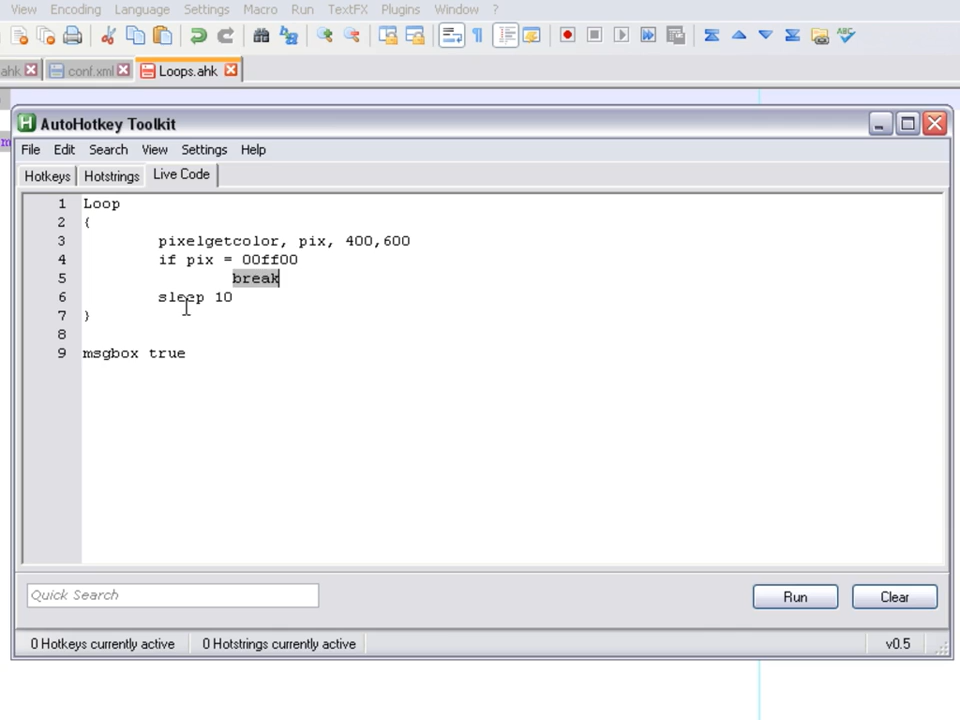 View Encoding Language Settings Macro Run TextFX Plugins Window ?
ahk conf.xml Loops.ahk
AutoHotkey Toolkit
File Edit Search View Settings Help
Hotkeys Hotstrings Live Code
1 Loop
2 {
3 pixelgetcolor, pix, 400,600
4 if pix = 00ff00
5 break
6 sleep 10
7 }
8
9 msgbox true
Quick Search
Run Clear
0 Hotkeys currently active 0 Hotstrings currently active v0.5